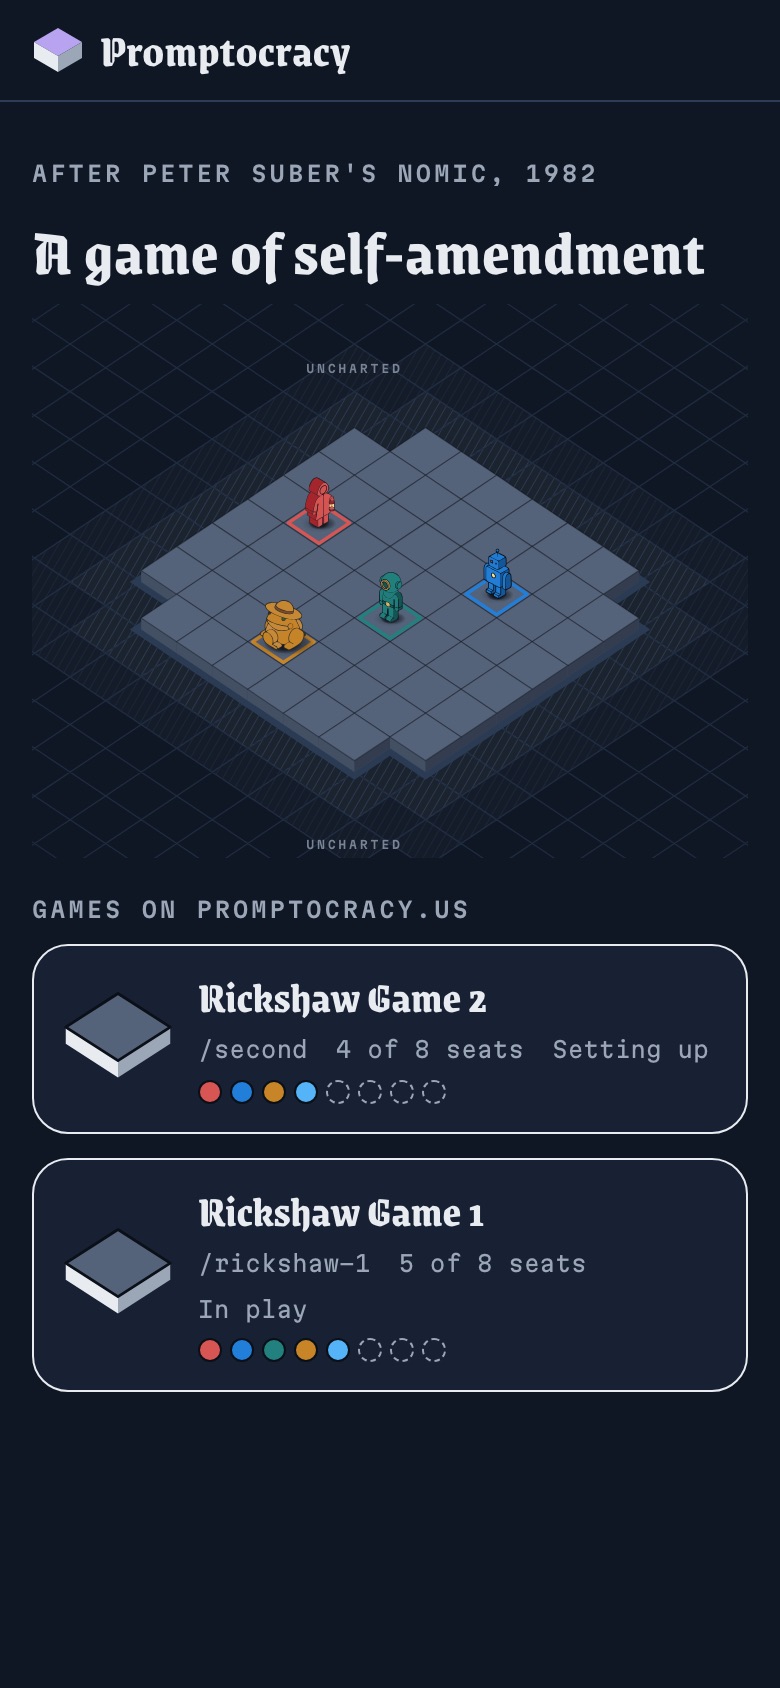 Promptocracy
AFTER PETER SUBER'S NOMIC, 1982
A game of self-amendment
UNCHARTED
UNCHARTED
GAMES ON PROMPTOCRACY.US
Rickshaw Game 2
/second 4 of 8 seats Setting up
Rickshaw Game 1
/rickshaw-1 5 of 8 seats
In play